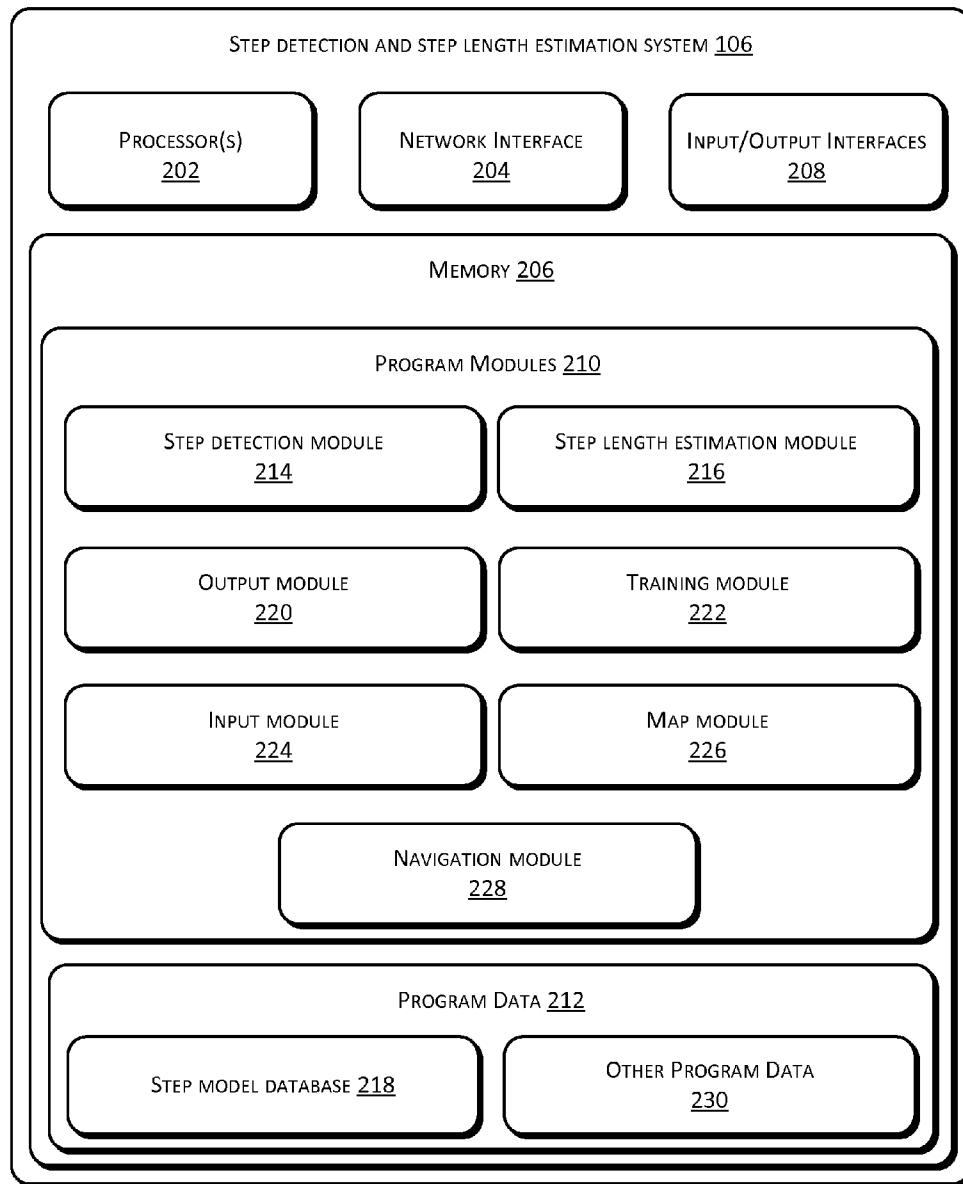 Step detection and step length estimation system 106
Processor(s)
202
Network Interface
204
Input/Output Interfaces
208
Memory 206
Program Modules 210
Step detection module
214
Step length estimation module
216
Output module
220
Training module
222
Input module
224
Map module
226
Navigation module
228
Program Data 212
Step model database 218
Other Program Data
230